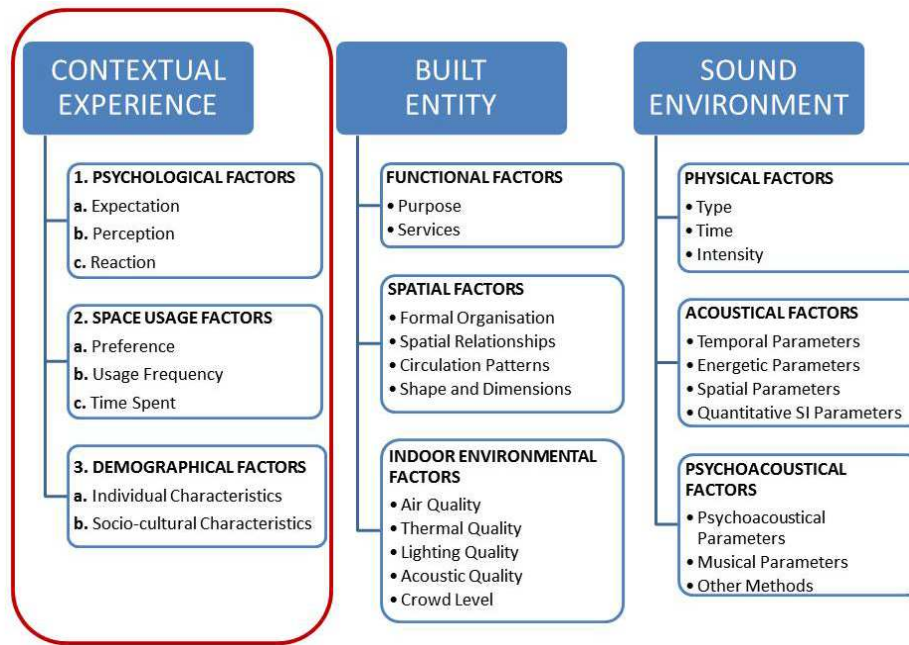 CONTEXTUAL
EXPERIENCE
1. PSYCHOLOGICAL FACTORS
a. Expectation
b. Perception
c. Reaction
2. SPACE USAGE FACTORS
a. Preference
b. Usage Frequency
c. Time Spent
3. DEMOGRAPHICAL FACTORS
a. Individual Characteristics
b. Socio-cultural Characteristics
BUILT
ENTITY
FUNCTIONAL FACTORS
• Purpose
• Services
SPATIAL FACTORS
• Formal Organisation
• Spatial Relationships
• Circulation Patterns
• Shape and Dimensions
INDOOR ENVIRONMENTAL
FACTORS
• Air Quality
• Thermal Quality
• Lighting Quality
• Acoustic Quality
• Crowd Level
SOUND
ENVIRONMENT
PHYSICAL FACTORS
• Type
• Time
• Intensity
ACOUSTICAL FACTORS
• Temporal Parameters
• Energetic Parameters
• Spatial Parameters
• Quantitative SI Parameters
PSYCHOACOUSTICAL
FACTORS
• Psychoacoustical
Parameters
• Musical Parameters
• Other Methods